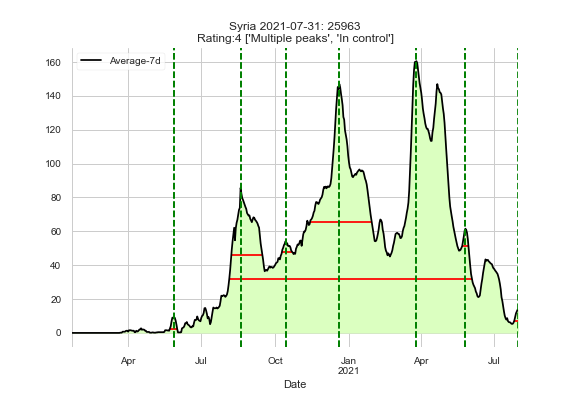 Syria 2021-07-31: 25963
Rating:4 ['Multiple peaks', 'In control']
Average-7d
160
140
120
100
80
60
40
20
0
Apr
Jul
Oct
Jan
2021
Apr
Jul
Date